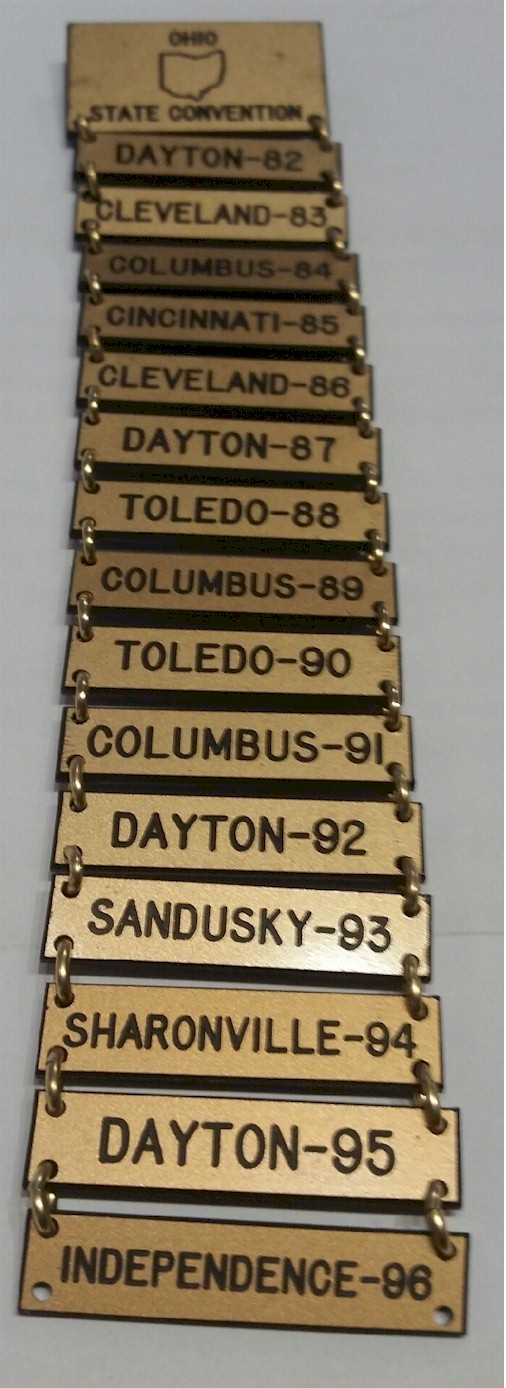 OHIO
STATE CONVENTION
DAYTON-82
CLEVELAND-83
COLUMBUS-84
CINCINNATI-85
CLEVELAND-86
DAYTON-87
TOLEDO-88
COLUMBUS-89
TOLEDO-90
COLUMBUS-91
DAYTON-92
SANDUSKY-93
SHARONVILLE-94
DAYTON-95
INDEPENDENCE-96